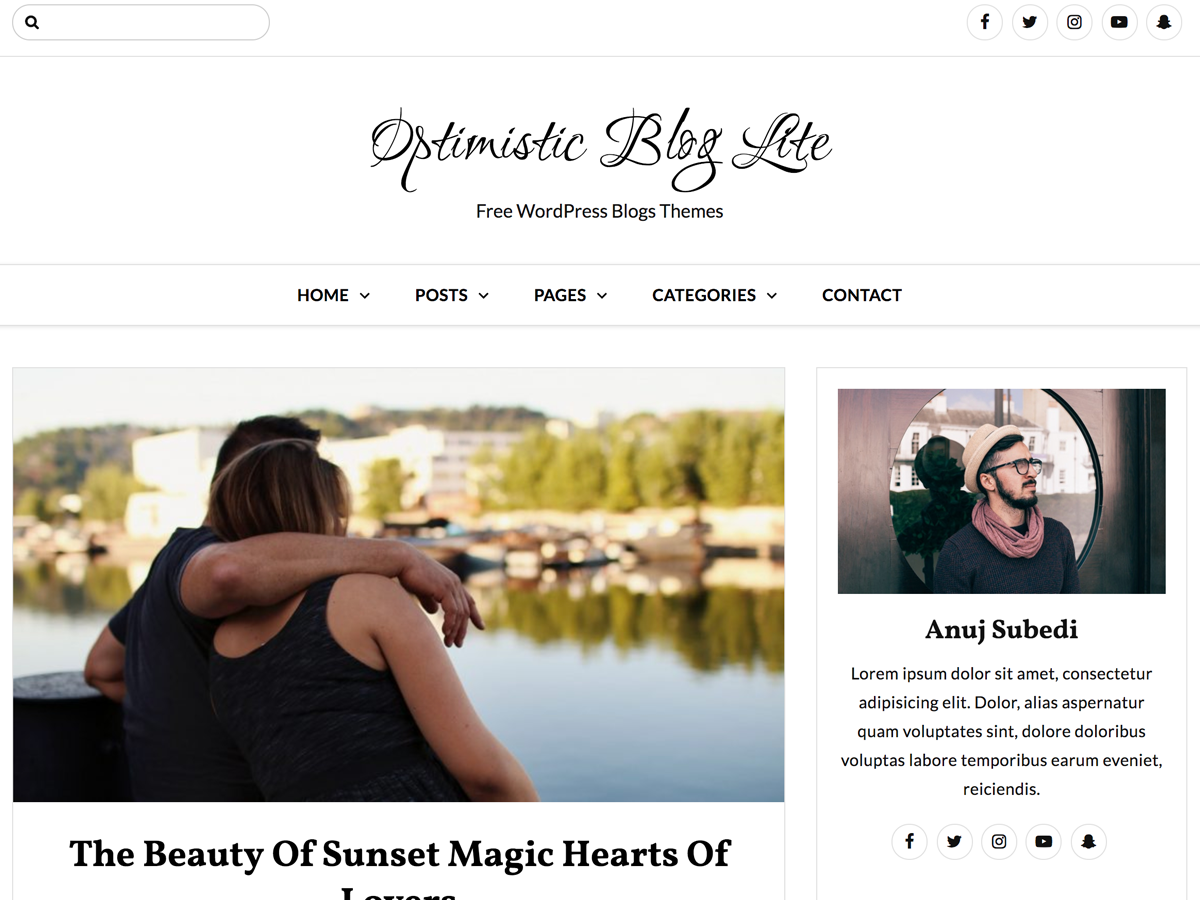 Optimistic Blog Lite
Free WordPress Blogs Themes
HOME POSTS PAGES CATEGORIES CONTACT
The Beauty Of Sunset Magic Hearts Of
Lovers
Anuj Subedi
Lorem ipsum dolor sit amet, consectetur
adipisicing elit. Dolor, alias aspernatur
quam voluptates sint, dolore doloribus
voluptas labore temporibus earum eveniet,
reiciendis.